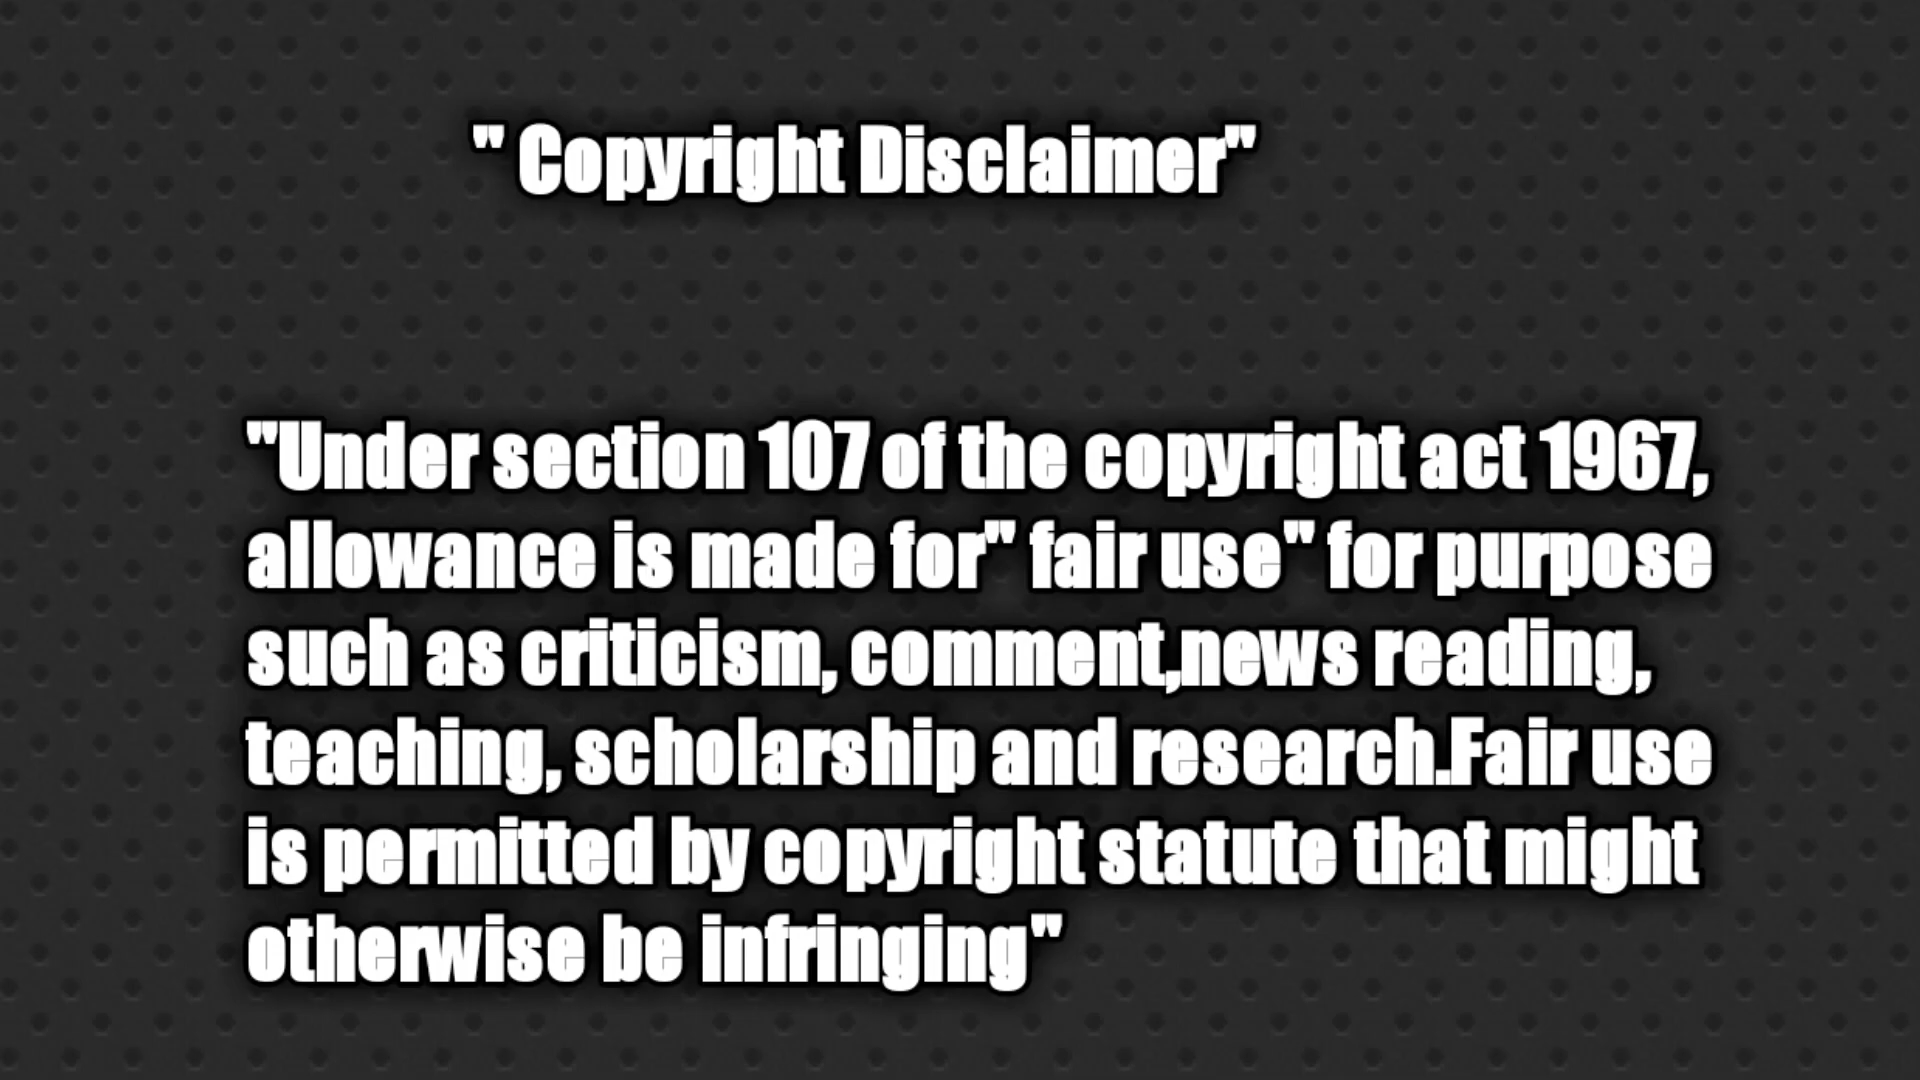 " Copyright Disclaimer"
"Under section 107 of the copyright act 1967,
allowance is made for" fair use" for purpose
such as criticism, comment,news reading,
teaching, scholarship and research.Fair use
is permitted by copyright statute that might
otherwise be infringing"